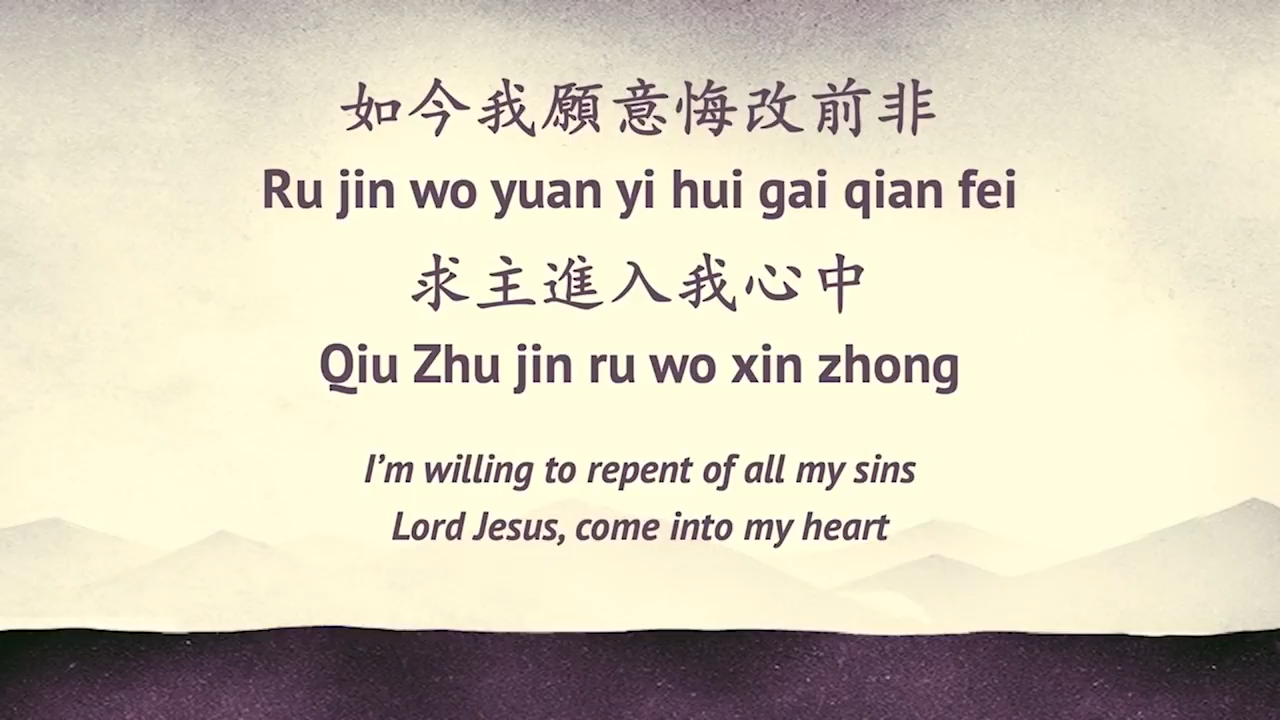 如今我願意悔改前非
Ru jin wo yuan yi hui gai qian fei
求主進入我心中
Qiu Zhu jin ru wo xin zhong
I’m willing to repent of all my sins
Lord Jesus, come into my heart